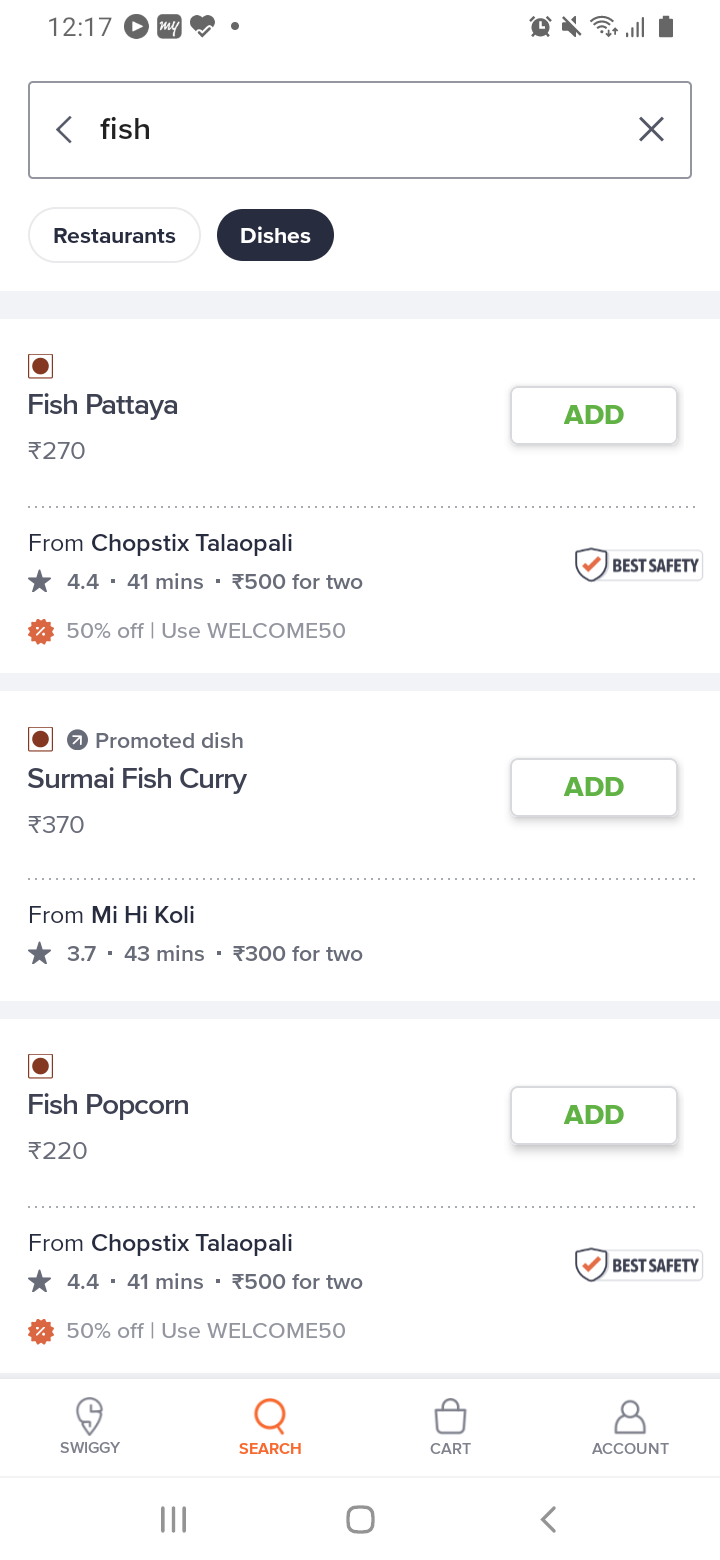 12:17 my
fish
Restaurants Dishes
Fish Pattaya
ADD
₹270
From Chopstix Talaopali
BEST SAFETY
4.4 · 41 mins · ₹500 for two
50% off | Use WELCOME50
Promoted dish
Surmai Fish Curry
ADD
₹370
From Mi Hi Koli
3.7 · 43 mins · ₹300 for two
Fish Popcorn
ADD
₹220
From Chopstix Talaopali
BEST SAFETY
4.4 · 41 mins · ₹500 for two
50% off | Use WELCOME50
SWIGGY SEARCH CART ACCOUNT